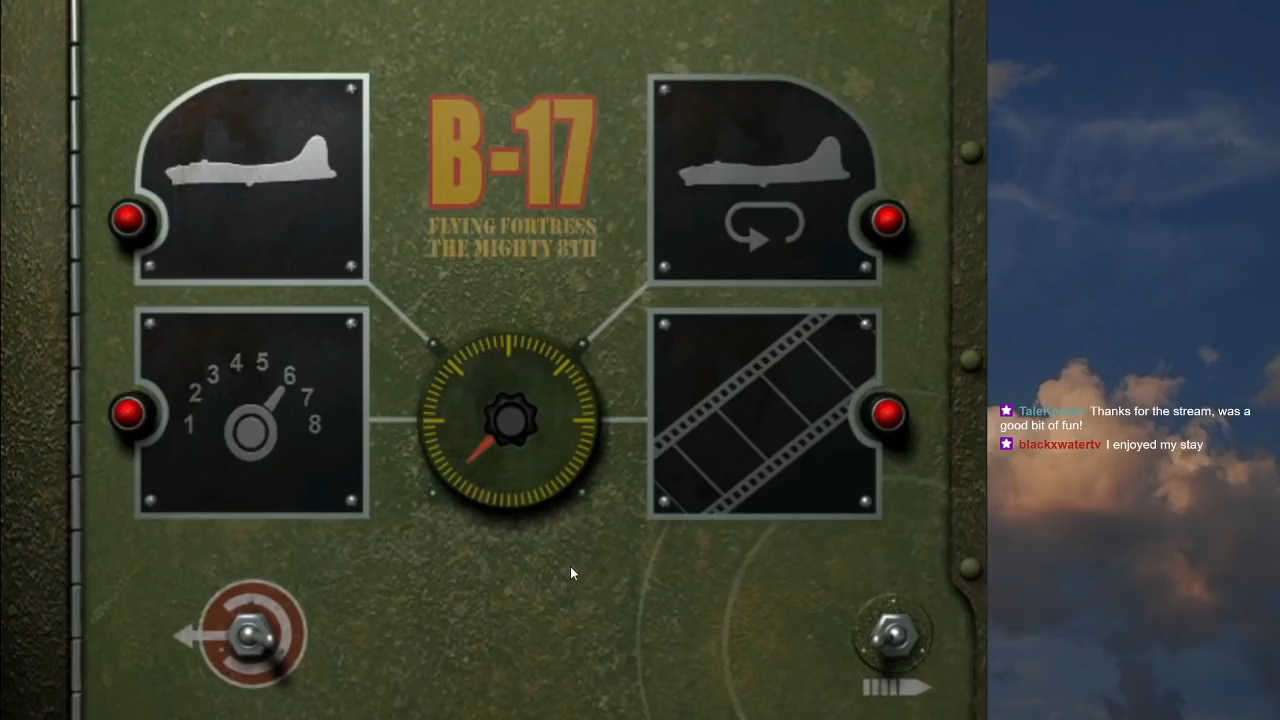 B-17
FLYING FORTRESS
THE MIGHTY 8TH
1
2
3
4
5
6
7
8
Thanks for the stream, was a
good bit of fun!
blackxwatertv I enjoyed my stay